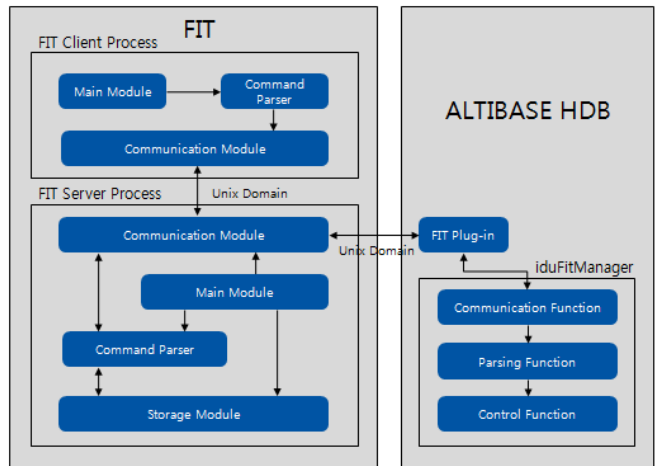 FIT
FIT Client Process
Main Module
Command
Parser
Communication Module
Unix Domain
FIT Server Process
Communication Module
Main Module
Command Parser
Storage Module
Unix Domain
ALTIBASE HDB
FIT Plug-in
iduFitManager
Communication Function
Parsing Function
Control Function